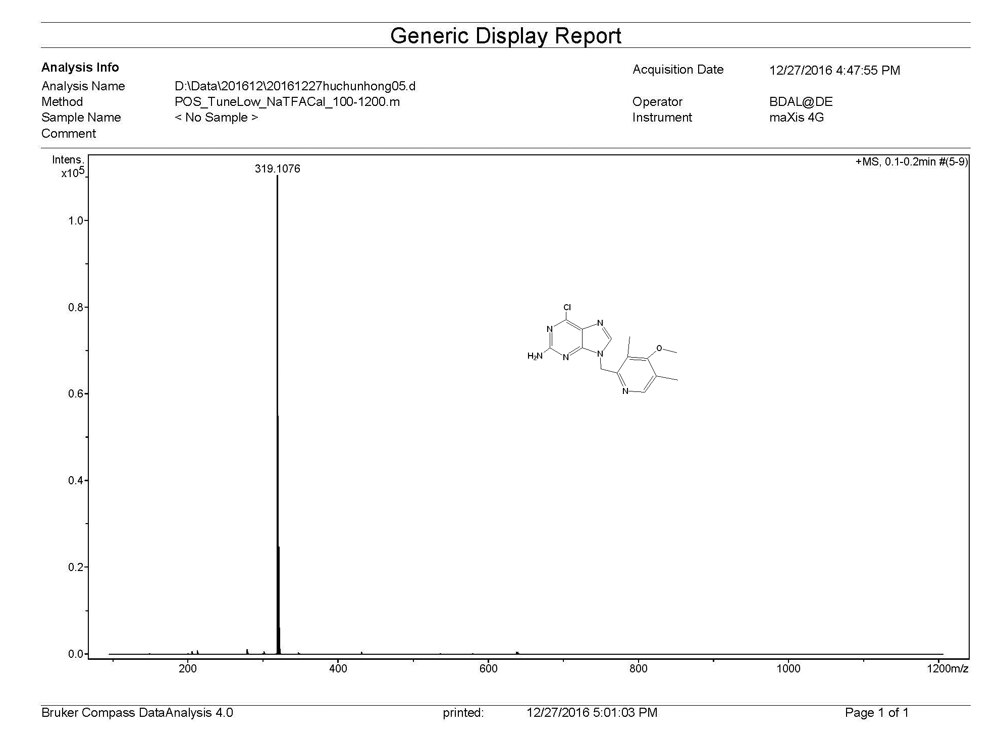 Generic Display Report
Analysis Info
Acquisition Date 12/27/2016 4:47:55 PM
Analysis Name D:\Data\201612\20161227huchunhong05.d
Method POS_TuneLow_NaTFACal_100-1200.m
Operator BDAL@DE
Sample Name < No Sample >
Instrument maXis 4G
Comment
Intens.
x10⁵
+MS, 0.1-0.2min #(5-9)
319.1076
1.0
0.8
0.6
0.4
0.2
0.0
Cl
N
N
N
N
H₂N
O
N
200 400 600 800 1000 1200m/z
Bruker Compass DataAnalysis 4.0 printed: 12/27/2016 5:01:03 PM Page 1 of 1